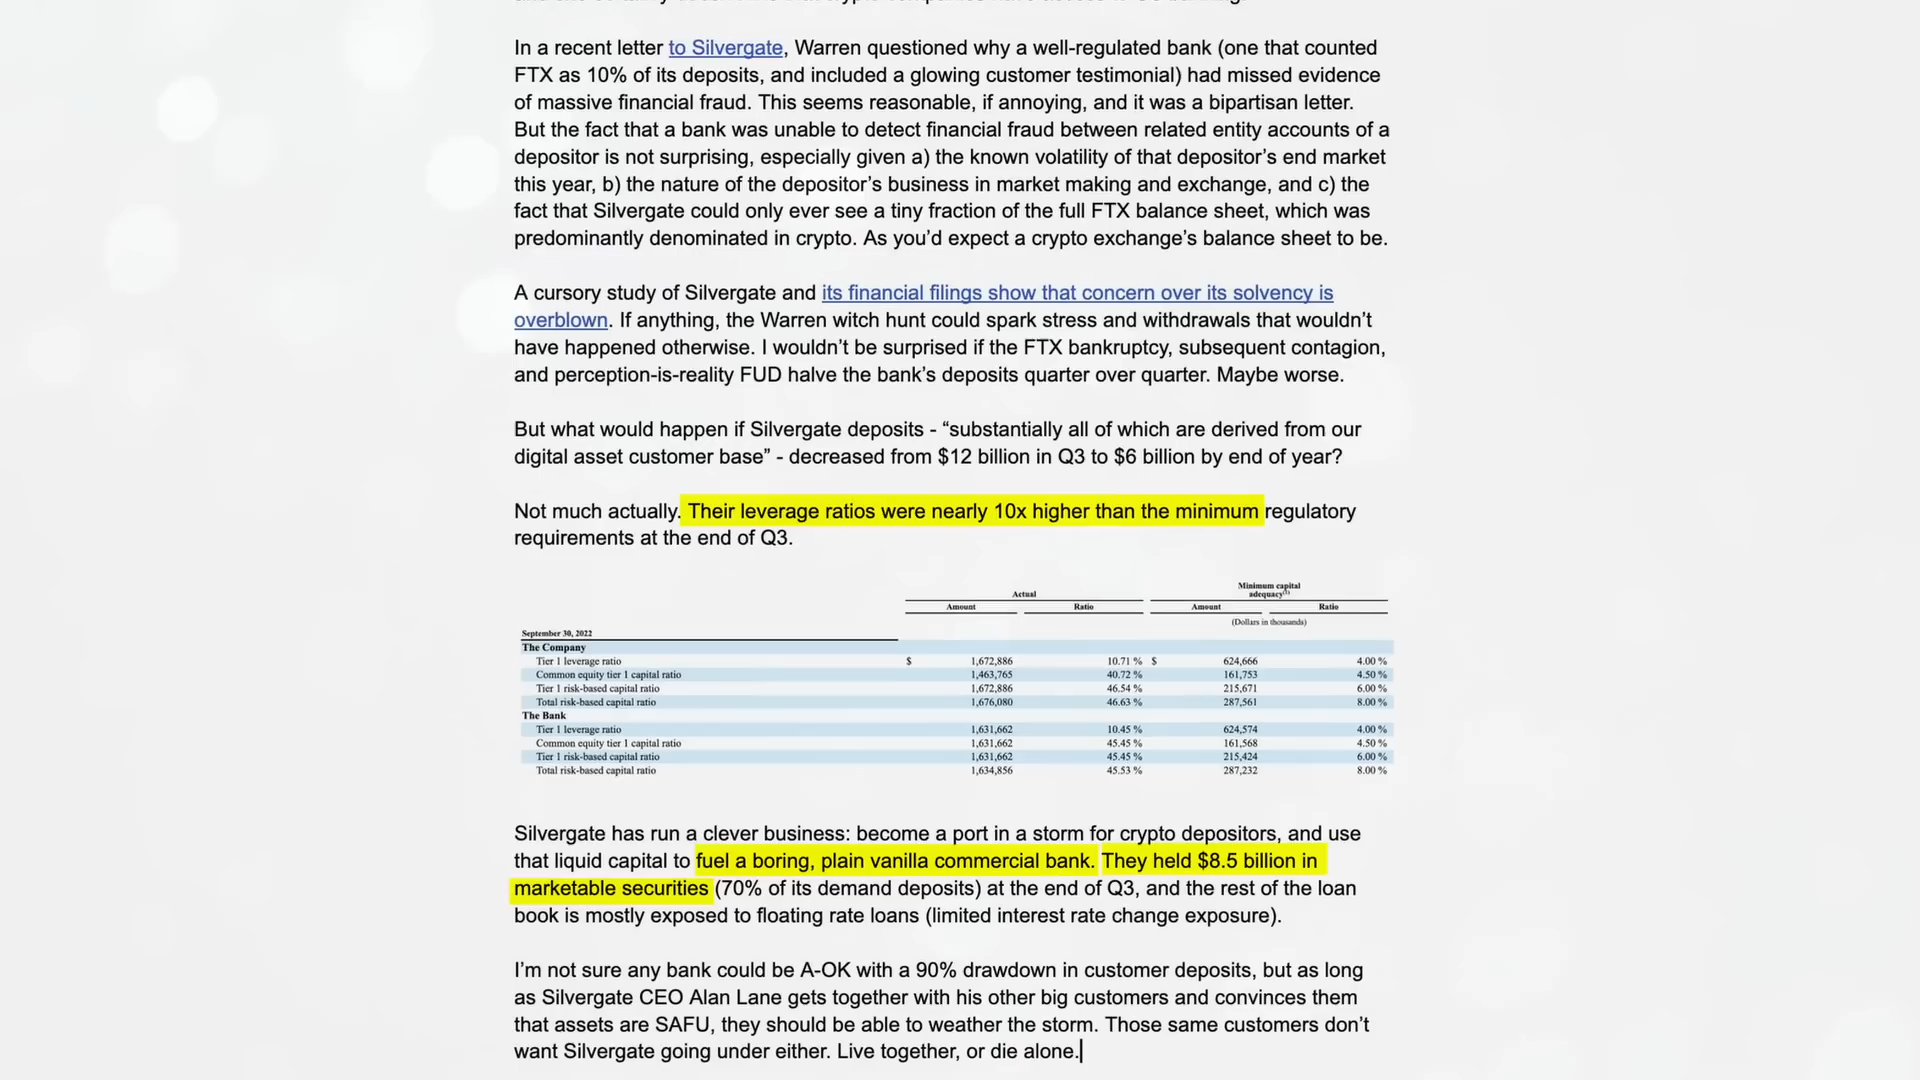 In a recent letter to Silvergate, Warren questioned why a well-regulated bank (one that counted
FTX as 10% of its deposits, and included a glowing customer testimonial) had missed evidence
of massive financial fraud. This seems reasonable, if annoying, and it was a bipartisan letter.
But the fact that a bank was unable to detect financial fraud between related entity accounts of a
depositor is not surprising, especially given a) the known volatility of that depositor’s end market
this year, b) the nature of the depositor’s business in market making and exchange, and c) the
fact that Silvergate could only ever see a tiny fraction of the full FTX balance sheet, which was
predominantly denominated in crypto. As you’d expect a crypto exchange’s balance sheet to be.
A cursory study of Silvergate and its financial filings show that concern over its solvency is
overblown. If anything, the Warren witch hunt could spark stress and withdrawals that wouldn’t
have happened otherwise. I wouldn’t be surprised if the FTX bankruptcy, subsequent contagion,
and perception-is-reality FUD halve the bank’s deposits quarter over quarter. Maybe worse.
But what would happen if Silvergate deposits - “substantially all of which are derived from our
digital asset customer base” - decreased from $12 billion in Q3 to $6 billion by end of year?
Not much actually. Their leverage ratios were nearly 10x higher than the minimum regulatory
requirements at the end of Q3.
Actual Minimum capital adequacy(1)
Amount Ratio Amount Ratio
(Dollars in thousands)
September 30, 2022
The Company
Tier 1 leverage ratio $ 1,672,886 10.71 % $ 624,666 4.00 %
Common equity tier 1 capital ratio 1,463,765 40.72 % 161,753 4.50 %
Tier 1 risk-based capital ratio 1,672,886 46.54 % 215,671 6.00 %
Total risk-based capital ratio 1,676,080 46.63 % 287,561 8.00 %
The Bank
Tier 1 leverage ratio 1,631,662 10.45 % 624,574 4.00 %
Common equity tier 1 capital ratio 1,631,662 45.45 % 161,568 4.50 %
Tier 1 risk-based capital ratio 1,631,662 45.45 % 215,424 6.00 %
Total risk-based capital ratio 1,634,856 45.53 % 287,232 8.00 %
Silvergate has run a clever business: become a port in a storm for crypto depositors, and use
that liquid capital to fuel a boring, plain vanilla commercial bank. They held $8.5 billion in
marketable securities (70% of its demand deposits) at the end of Q3, and the rest of the loan
book is mostly exposed to floating rate loans (limited interest rate change exposure).
I’m not sure any bank could be A-OK with a 90% drawdown in customer deposits, but as long
as Silvergate CEO Alan Lane gets together with his other big customers and convinces them
that assets are SAFU, they should be able to weather the storm. Those same customers don’t
want Silvergate going under either. Live together, or die alone.